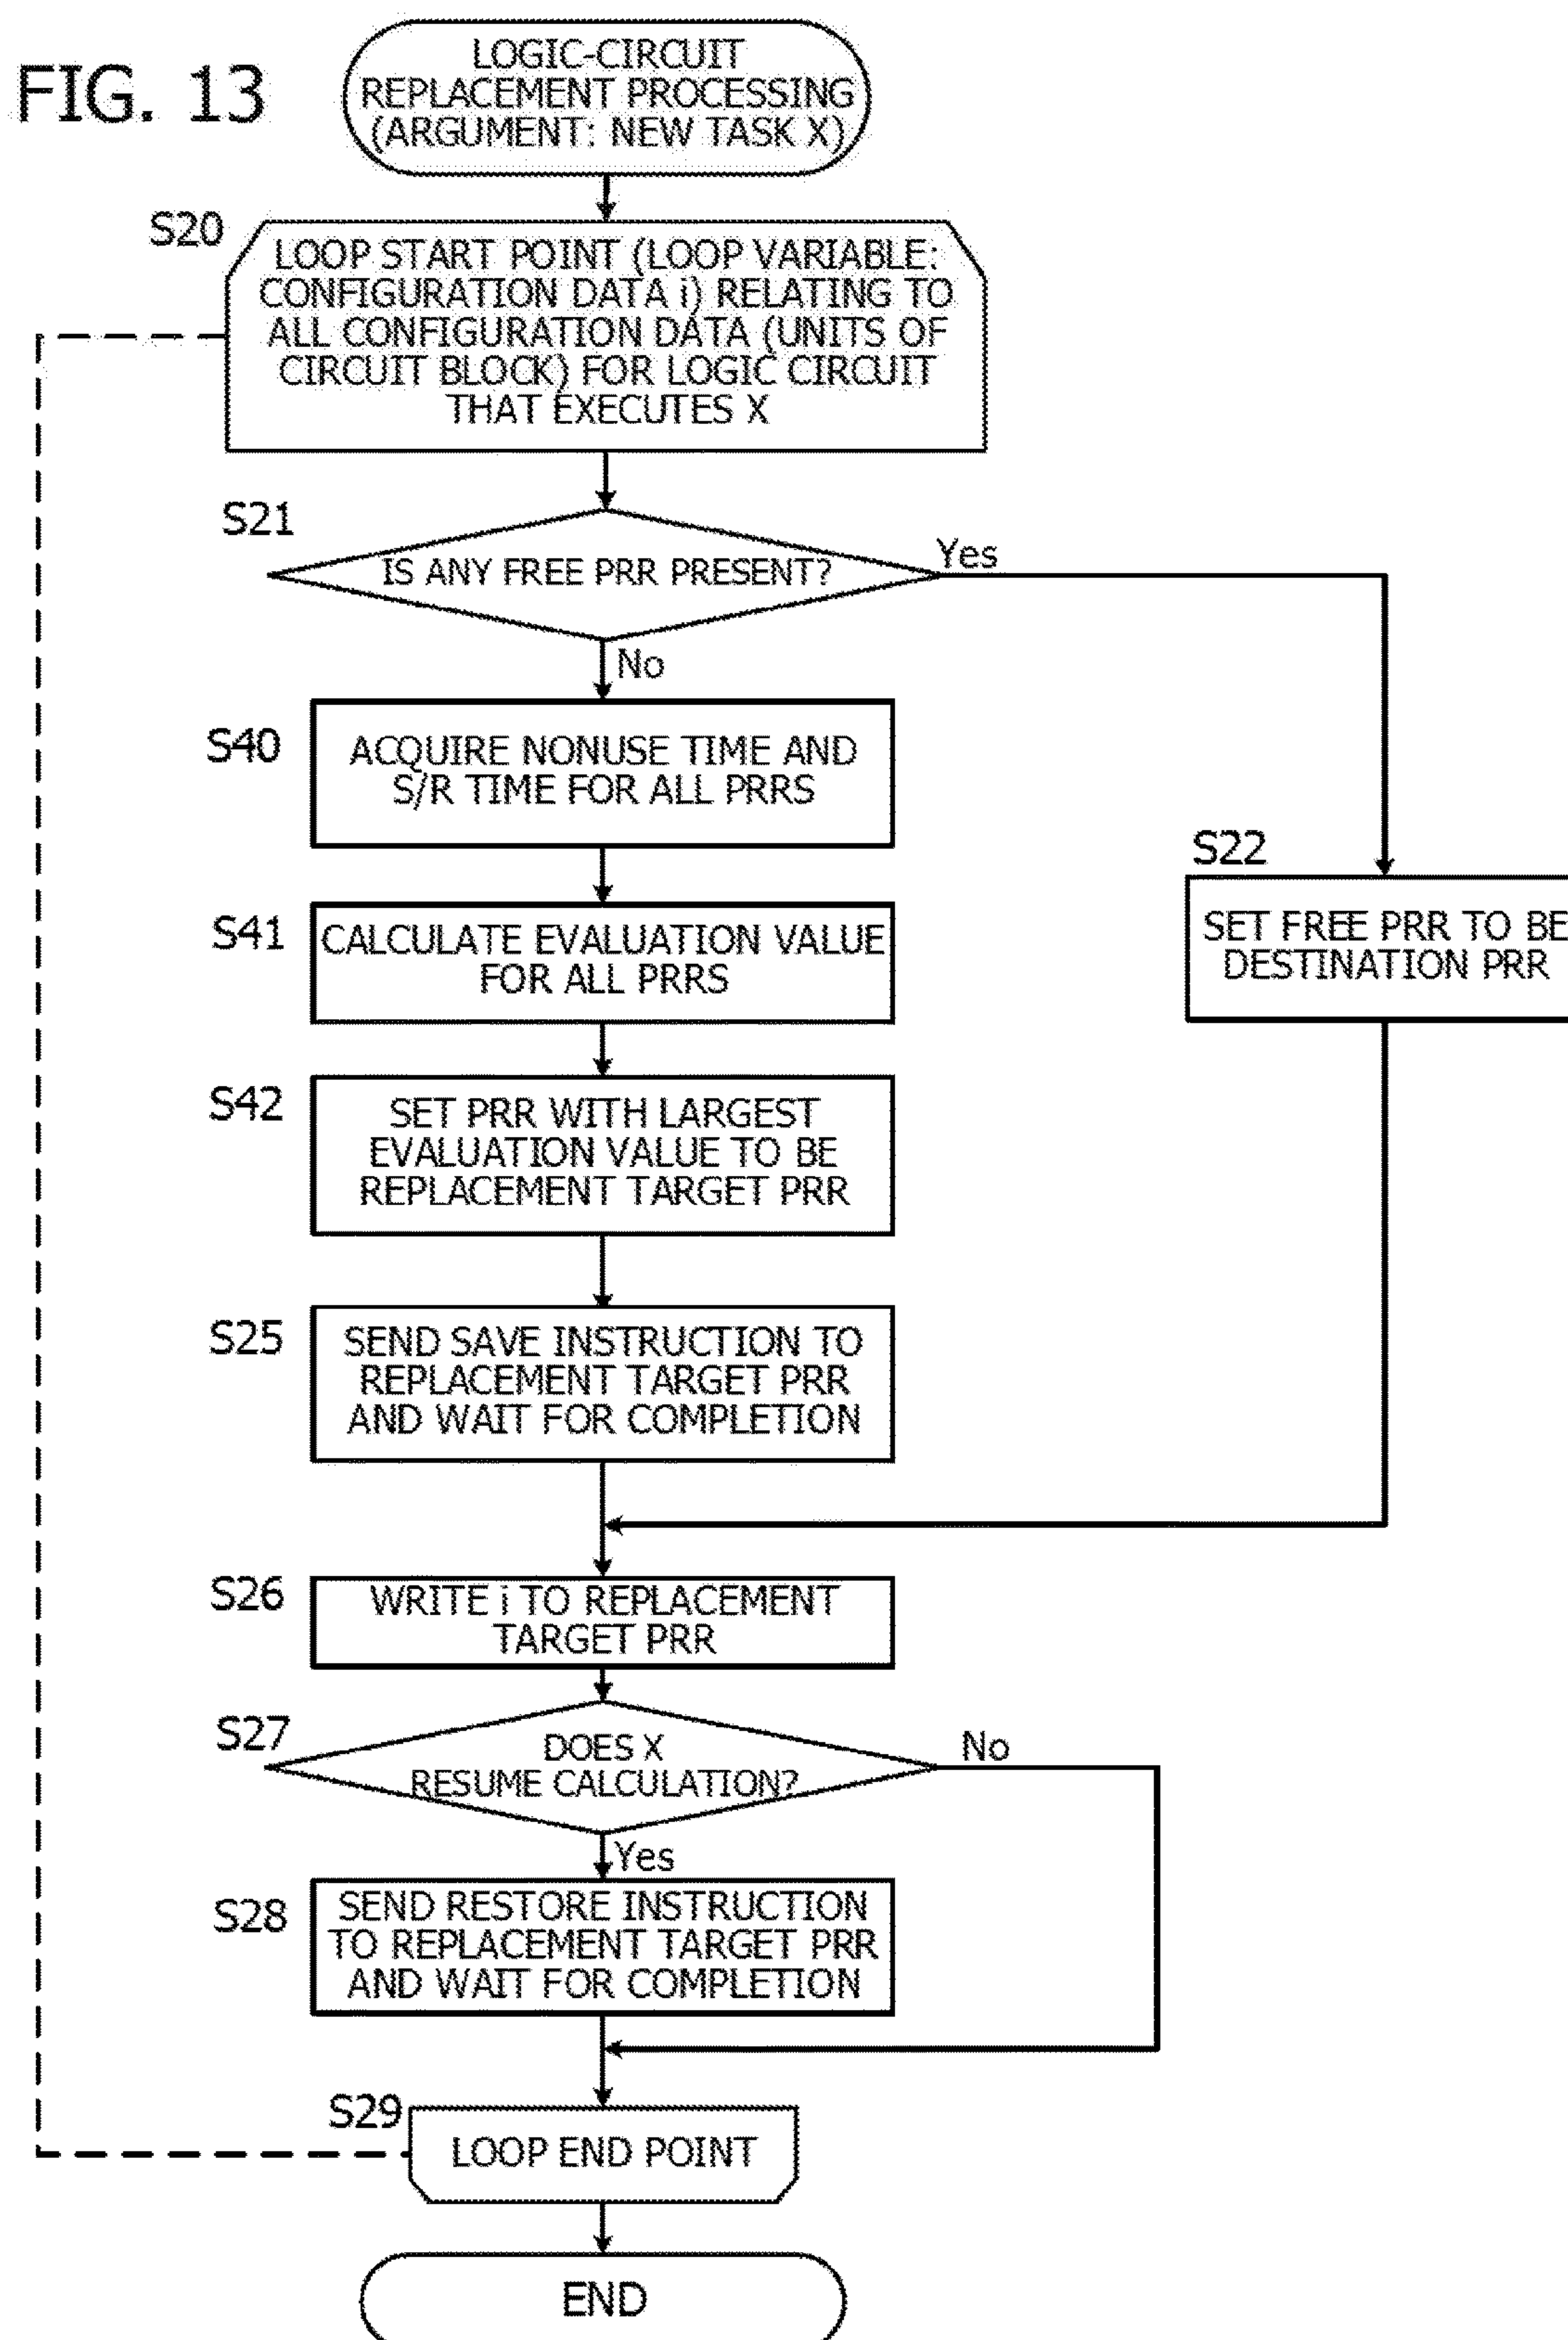 FIG. 13
LOGIC-CIRCUIT
REPLACEMENT PROCESSING
(ARGUMENT: NEW TASK X)
S20
LOOP START POINT (LOOP VARIABLE:
CONFIGURATION DATA i) RELATING TO
ALL CONFIGURATION DATA (UNITS OF
CIRCUIT BLOCK) FOR LOGIC CIRCUIT
THAT EXECUTES X
S21
IS ANY FREE PRR PRESENT?
Yes
No
S40
ACQUIRE NONUSE TIME AND
S/R TIME FOR ALL PRRS
S22
SET FREE PRR TO BE
DESTINATION PRR
S41
CALCULATE EVALUATION VALUE
FOR ALL PRRS
S42
SET PRR WITH LARGEST
EVALUATION VALUE TO BE
REPLACEMENT TARGET PRR
S25
SEND SAVE INSTRUCTION TO
REPLACEMENT TARGET PRR
AND WAIT FOR COMPLETION
S26
WRITE i TO REPLACEMENT
TARGET PRR
S27
DOES X
RESUME CALCULATION?
No
Yes
S28
SEND RESTORE INSTRUCTION
TO REPLACEMENT TARGET PRR
AND WAIT FOR COMPLETION
S29
LOOP END POINT
END